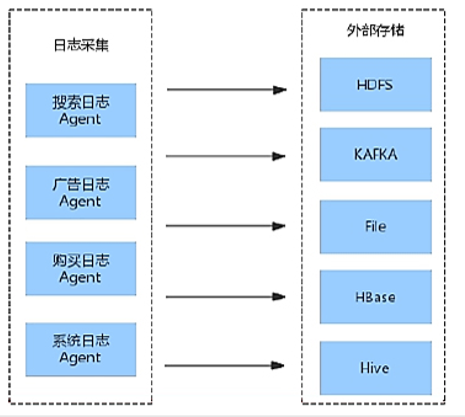 日志采集
搜索日志
Agent
广告日志
Agent
购买日志
Agent
系统日志
Agent
外部存储
HDFS
KAFKA
File
HBase
Hive